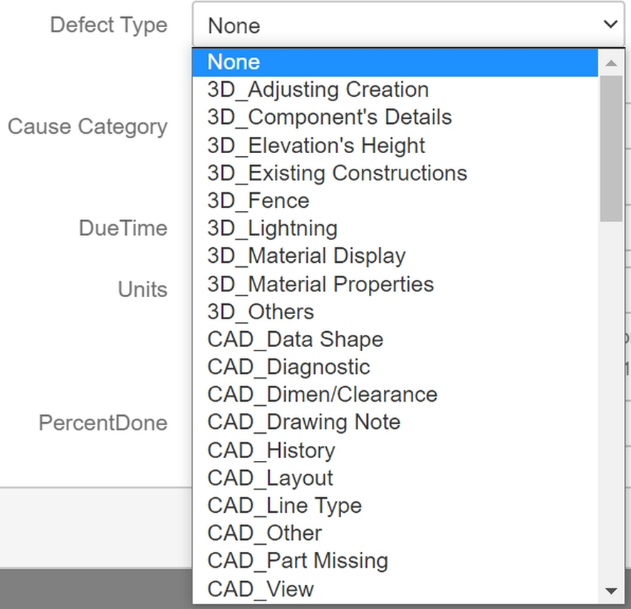 Defect Type
None
None
3D_Adjusting Creation
3D_Component's Details
Cause Category
3D_Elevation's Height
3D_Existing Constructions
3D_Fence
DueTime
3D_Lightning
3D_Material Display
Units
3D_Material Properties
3D_Others
CAD_Data Shape
CAD_Diagnostic
CAD_Dimen/Clearance
PercentDone
CAD_Drawing Note
CAD_History
CAD_Layout
CAD_Line Type
CAD_Other
CAD_Part Missing
CAD_View